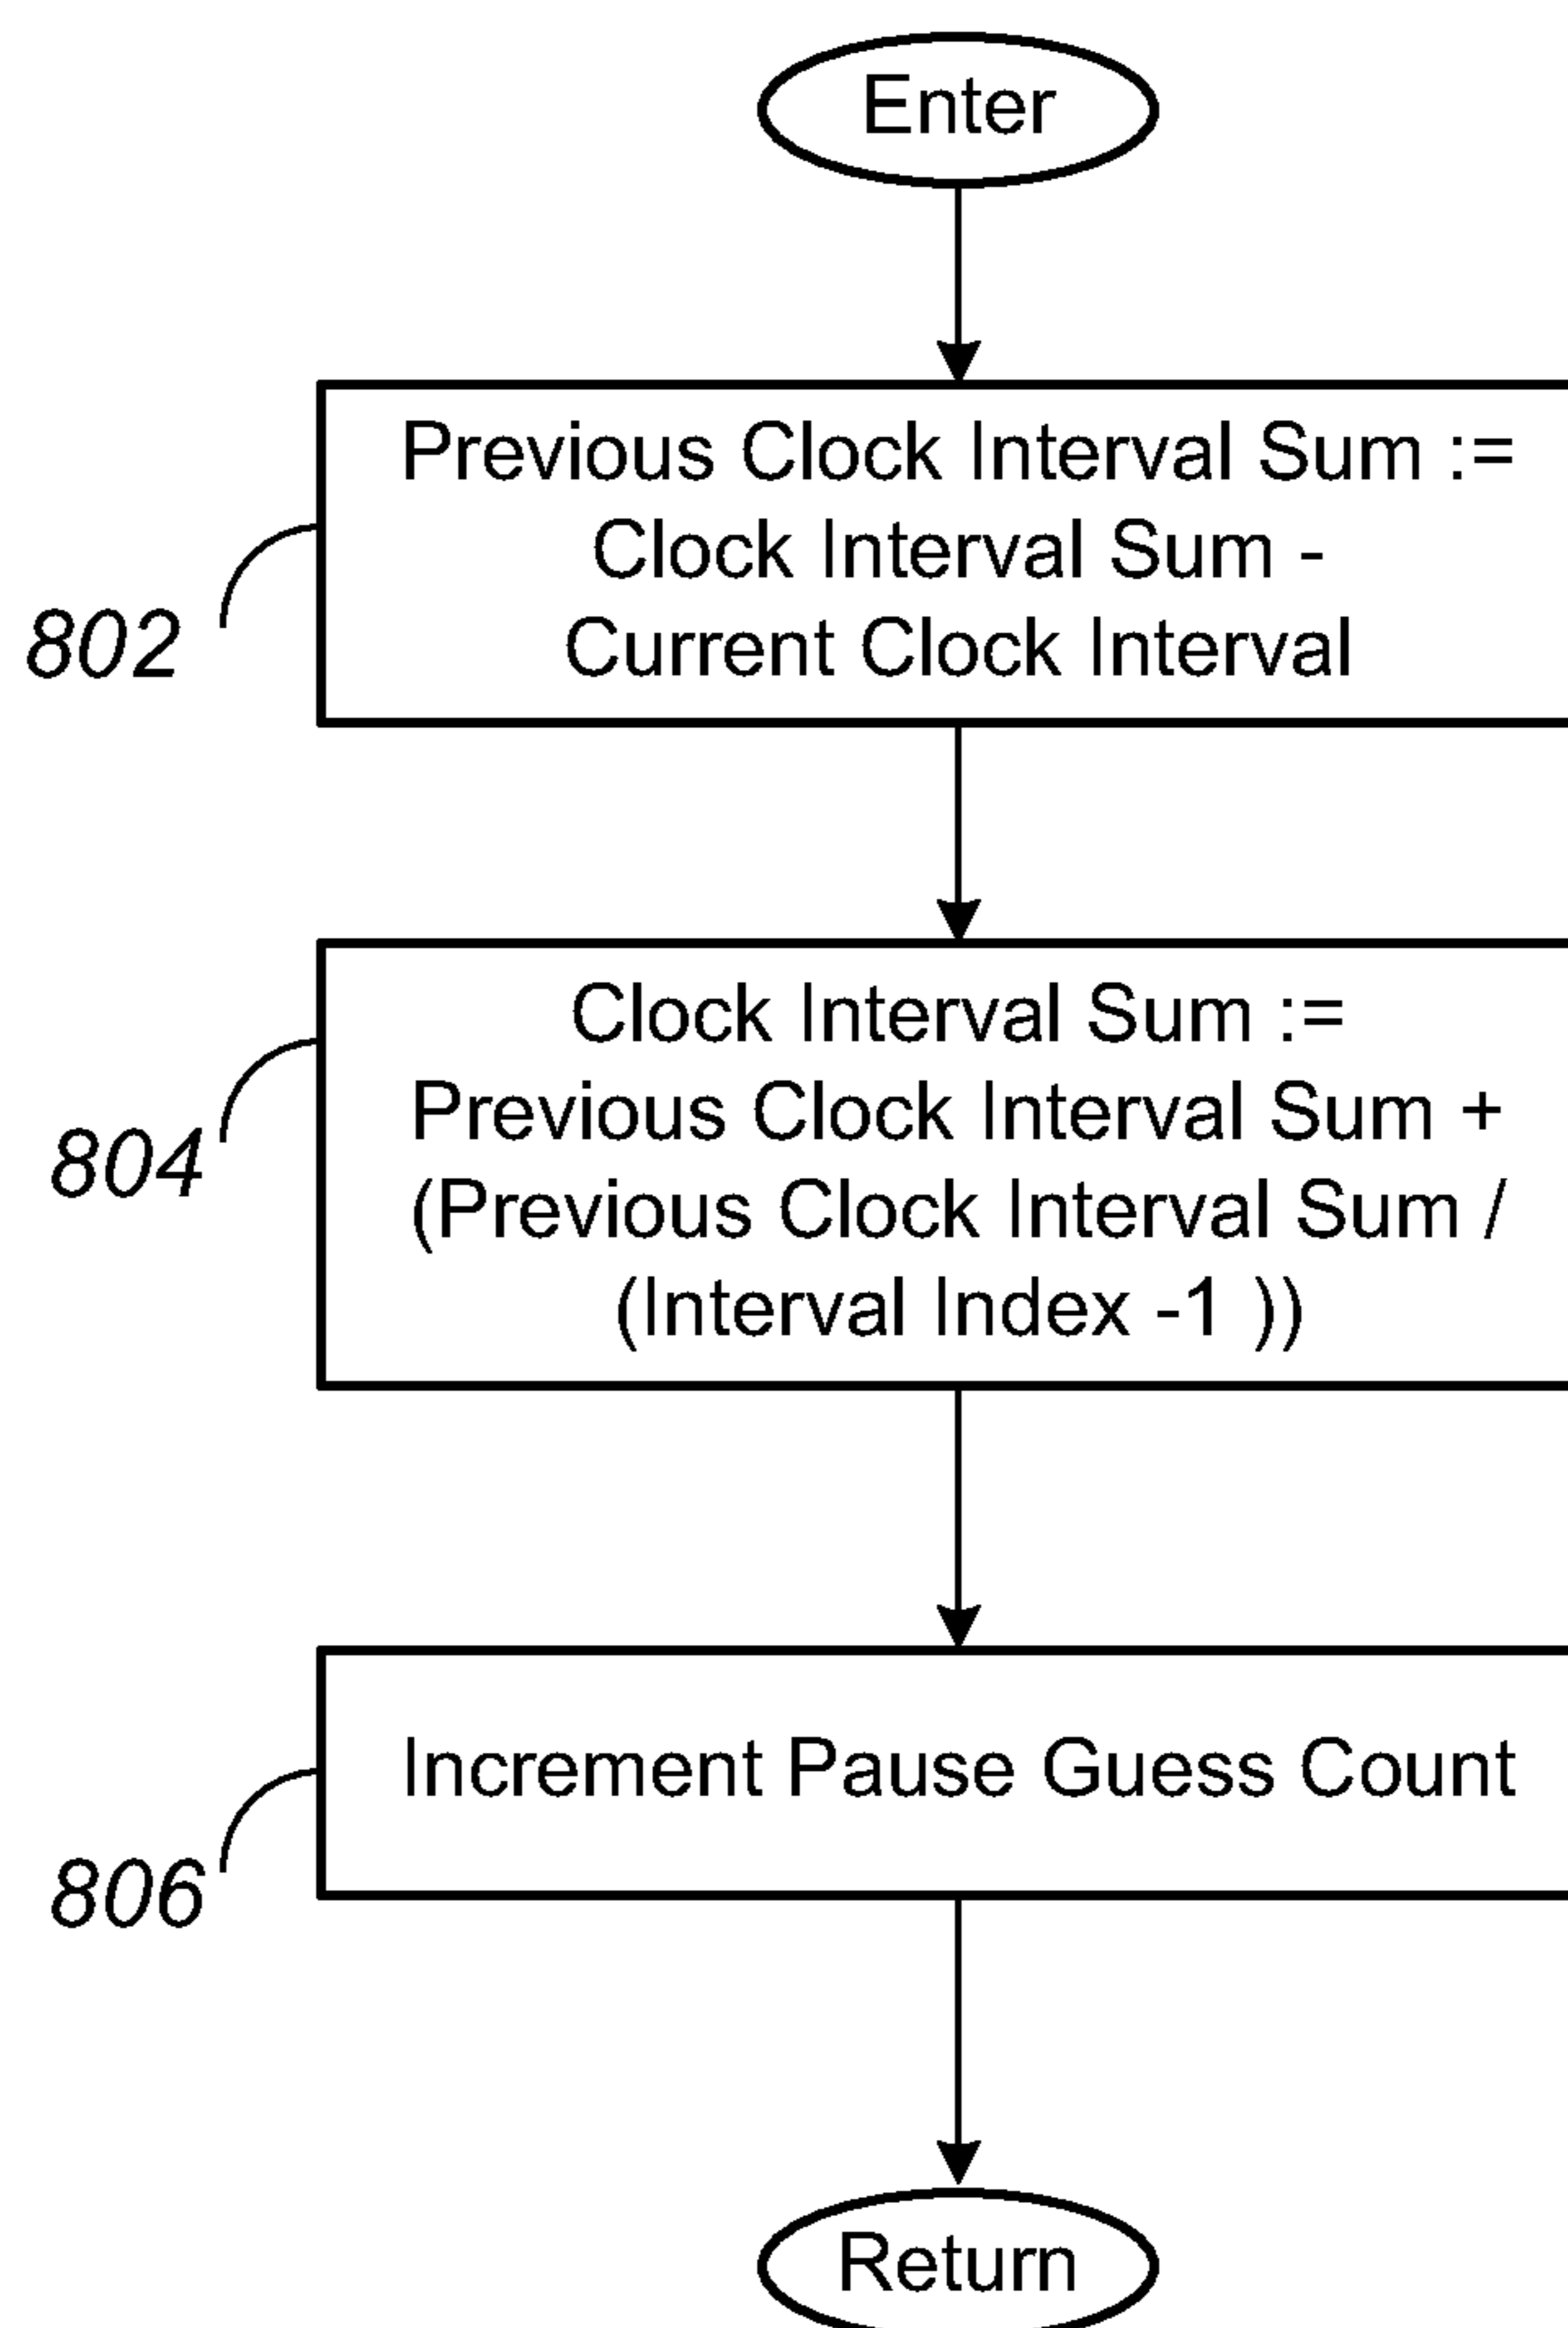 Enter
Previous Clock Interval Sum :=
Clock Interval Sum -
Current Clock Interval
802
Clock Interval Sum :=
Previous Clock Interval Sum +
(Previous Clock Interval Sum /
(Interval Index -1 ))
804
Increment Pause Guess Count
806
Return